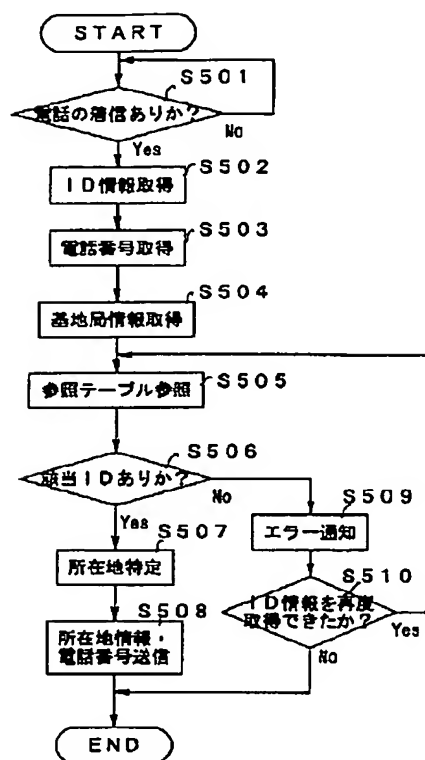 START
S501
電話の着信ありか?
No
Yes
S502
ID情報取得
S503
電話番号取得
S504
基地局情報取得
S505
参照テーブル参照
S506
該当IDありか?
No
Yes
S507
所在地特定
S508
所在地情報・
電話番号送信
S509
エラー通知
S510
ID情報を再度
取得できたか?
Yes
No
END